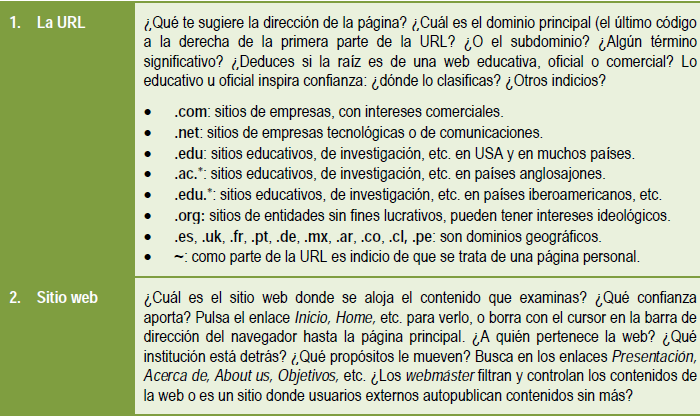 1. La URL
¿Qué te sugiere la dirección de la página? ¿Cuál es el dominio principal (el último código
a la derecha de la primera parte de la URL? ¿O el subdominio? ¿Algún término
significativo? ¿Deduces si la raíz es de una web educativa, oficial o comercial? Lo
educativo u oficial inspira confianza: ¿dónde lo clasificas? ¿Otros indicios?
• .com: sitios de empresas, con intereses comerciales.
• .net: sitios de empresas tecnológicas o de comunicaciones.
• .edu: sitios educativos, de investigación, etc. en USA y en muchos países.
• .ac.*: sitios educativos, de investigación, etc. en países anglosajones.
• .edu.*: sitios educativos, de investigación, etc. en países iberoamericanos, etc.
• .org: sitios de entidades sin fines lucrativos, pueden tener intereses ideológicos.
• .es, .uk, .fr, .pt, .de, .mx, .ar, .co, .cl, .pe: son dominios geográficos.
• ~: como parte de la URL es indicio de que se trata de una página personal.
2. Sitio web
¿Cuál es el sitio web donde se aloja el contenido que examinas? ¿Qué confianza
aporta? Pulsa el enlace Inicio, Home, etc. para verlo, o borra con el cursor en la barra de
dirección del navegador hasta la página principal. ¿A quién pertenece la web? ¿Qué
institución está detrás? ¿Qué propósitos le mueven? Busca en los enlaces Presentación,
Acerca de, About us, Objetivos, etc. ¿Los webmáster filtran y controlan los contenidos de
la web o es un sitio donde usuarios externos autopublican contenidos sin más?